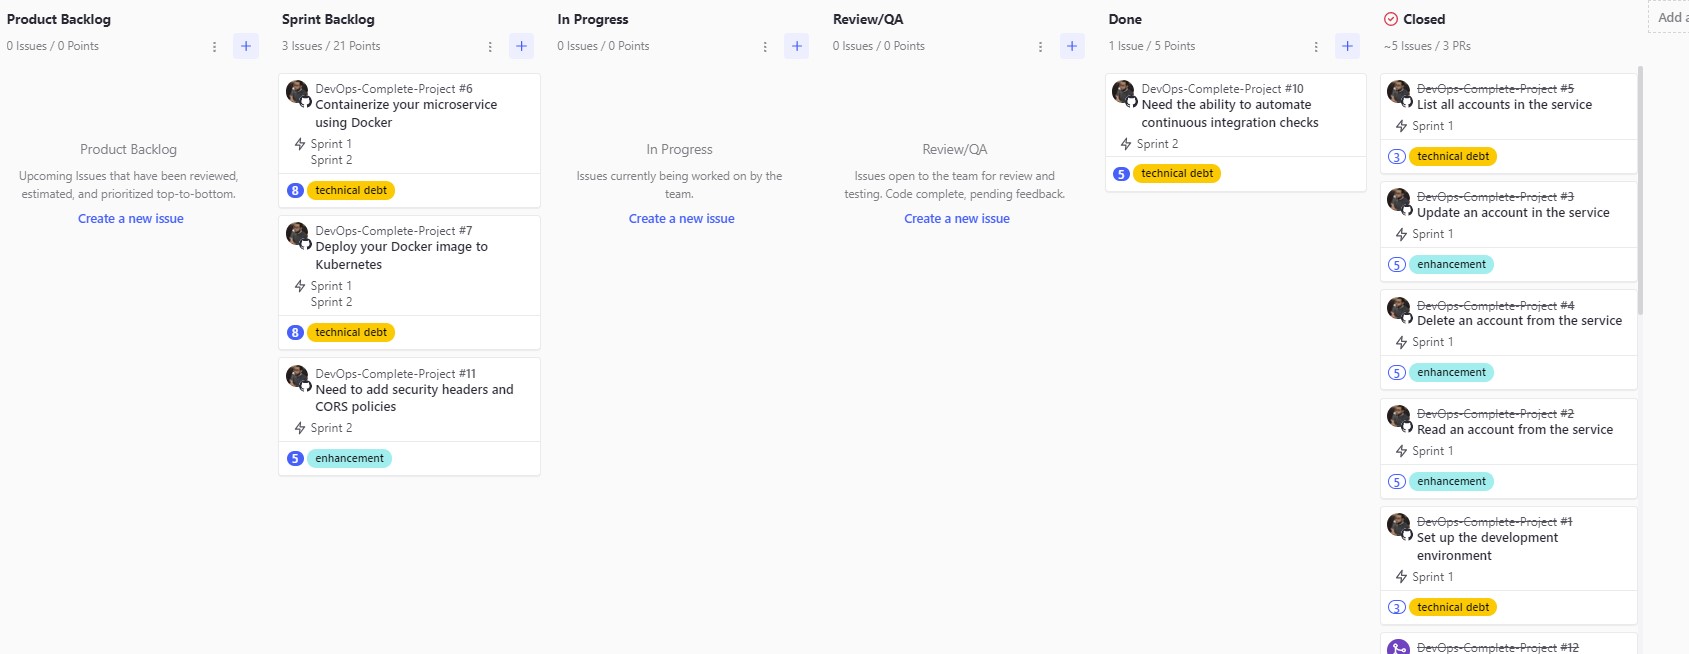 Product Backlog
0 Issues / 0 Points
Product Backlog
Upcoming Issues that have been reviewed,
estimated, and prioritized top-to-bottom.
Create a new issue
Sprint Backlog
3 Issues / 21 Points
DevOps-Complete-Project #6
Containerize your microservice
using Docker
Sprint 1
Sprint 2
8 technical debt
DevOps-Complete-Project #7
Deploy your Docker image to
Kubernetes
Sprint 1
Sprint 2
8 technical debt
DevOps-Complete-Project #11
Need to add security headers and
CORS policies
Sprint 2
5 enhancement
In Progress
0 Issues / 0 Points
In Progress
Issues currently being worked on by the
team.
Create a new issue
Review/QA
0 Issues / 0 Points
Review/QA
Issues open to the team for review and
testing. Code complete, pending feedback.
Create a new issue
Done
1 Issue / 5 Points
DevOps-Complete-Project #10
Need the ability to automate
continuous integration checks
Sprint 2
5 technical debt
Closed
~5 Issues / 3 PRs
DevOps-Complete-Project #5
List all accounts in the service
Sprint 1
3 technical debt
DevOps-Complete-Project #3
Update an account in the service
Sprint 1
5 enhancement
DevOps-Complete-Project #4
Delete an account from the service
Sprint 1
5 enhancement
DevOps-Complete-Project #2
Read an account from the service
Sprint 1
5 enhancement
DevOps-Complete-Project #1
Set up the development
environment
Sprint 1
3 technical debt
DevOps-Complete-Project #12
Add a